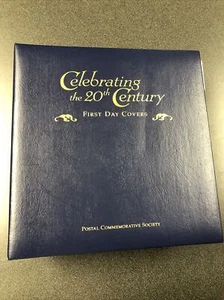 Celebrating
the 20th Century
First Day Covers
Postal Commemorative Society